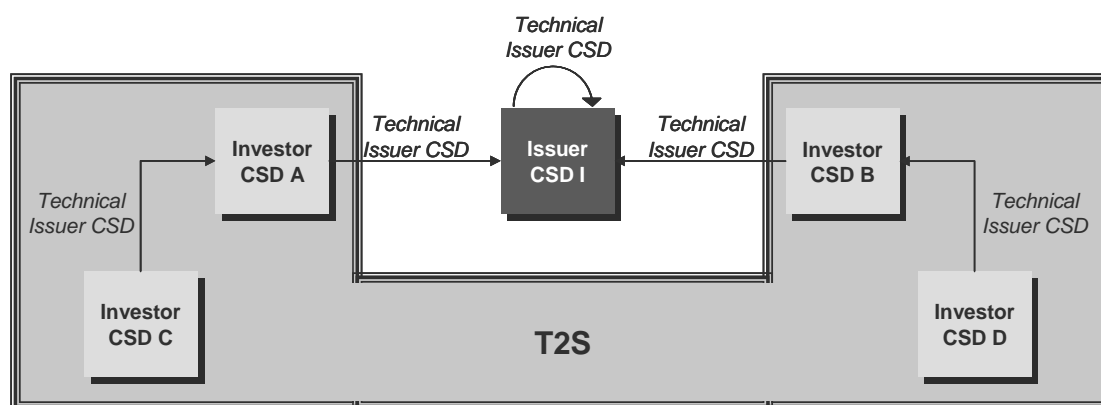 Technical
Issuer CSD
Technical
Issuer CSD
Technical
Issuer CSD
Investor
CSD A
Issuer
CSD I
Investor
CSD B
Technical
Issuer CSD
Technical
Issuer CSD
Investor
CSD C
T2S
Investor
CSD D